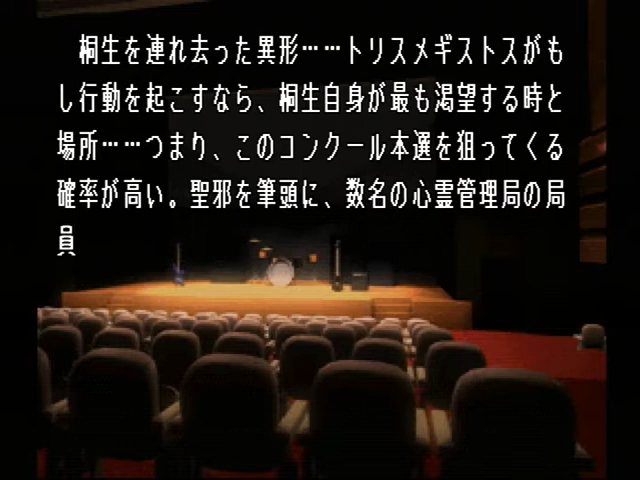 桐生を連れ去った異形……トリスメギストスがも
し行動を起こすなら、桐生自身が最も渇望する時と
場所……つまり、このコンクール本選を狙ってくる
確率が高い。聖邪を筆頭に、数名の心霊管理局の局
員